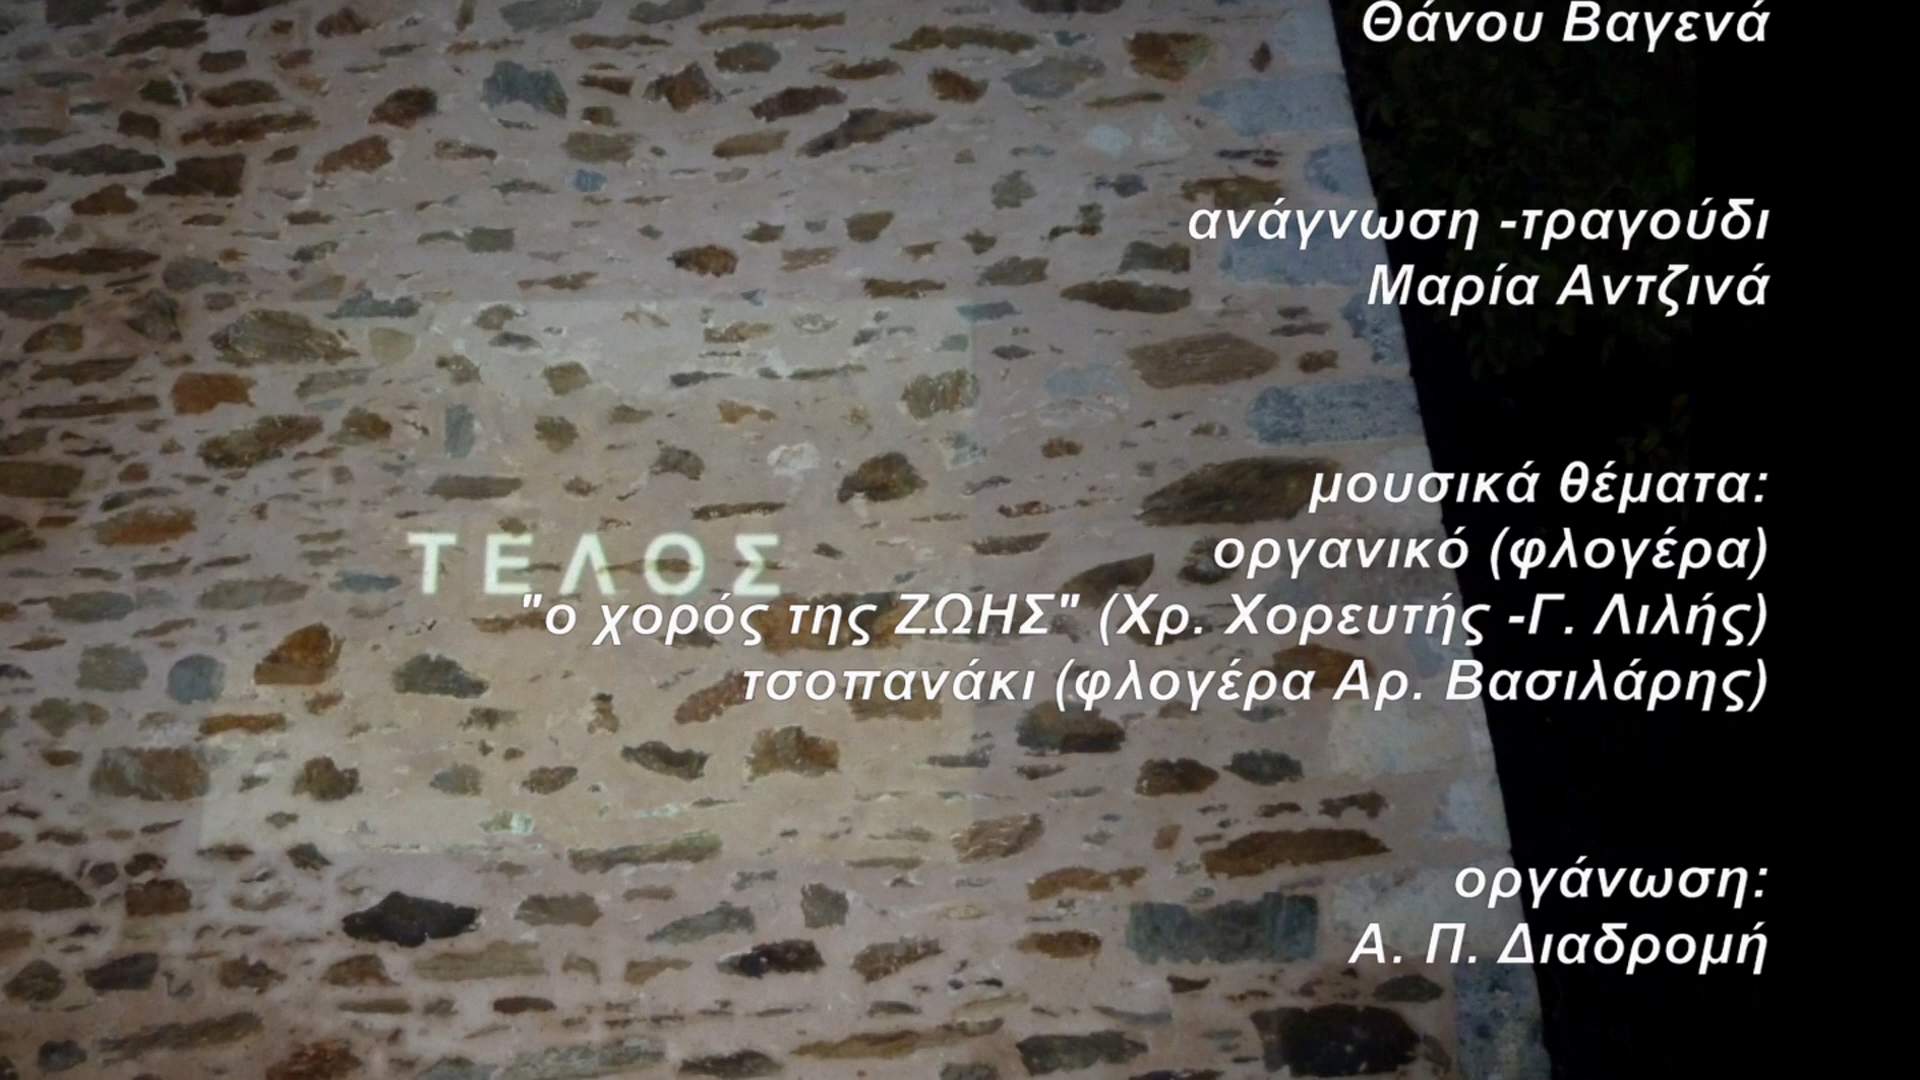 Θάνου Βαγενά
ανάγνωση -τραγούδι
Μαρία Αντζινά
μουσικά θέματα:
οργανικό (φλογέρα)
ΤΕΛΟΣ
"ο χορός της ΖΩΗΣ" (Χρ. Χορευτής -Γ. Λιλής)
τσοπανάκι (φλογέρα Αρ. Βασιλάρης)
οργάνωση:
Α. Π. Διαδρομή